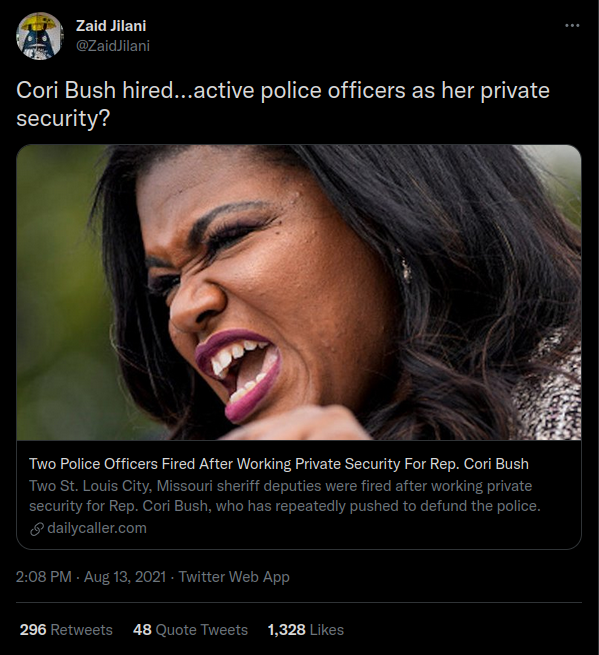 Zaid Jilani
@ZaidJilani
Cori Bush hired...active police officers as her private
security?
Two Police Officers Fired After Working Private Security For Rep. Cori Bush
Two St. Louis City, Missouri sheriff deputies were fired after working private
security for Rep. Cori Bush, who has repeatedly pushed to defund the police.
dailycaller.com
2:08 PM · Aug 13, 2021 · Twitter Web App
296 Retweets 48 Quote Tweets 1,328 Likes